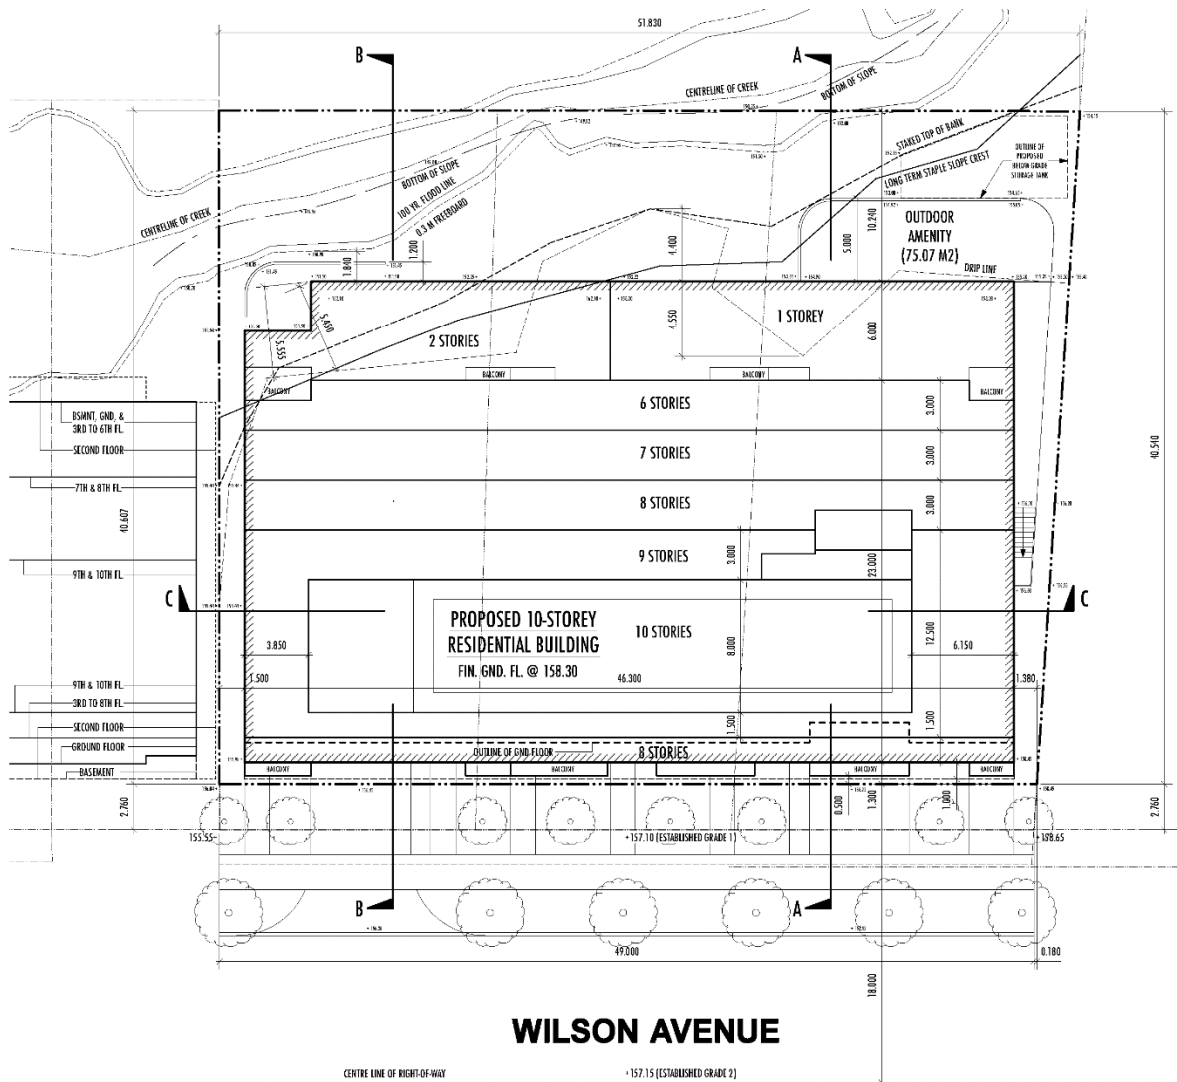 51.830
B
A
CENTRELINE OF CREEK
BOTTOM OF SLOPE
STAKED TOP OF BANK
LONG TERM STAPLE SLOPE CREST
OUTLINE OF
PROPOSED
BELOW GRADE
STORAGE TANK
BOTTOM OF SLOPE
100 YR. FLOOD LINE
0.3 M FREEBOARD
CENTRELINE OF CREEK
1.200
1.840
4.400
10.240
5.000
OUTDOOR
AMENITY
(75.07 M2)
DRIP LINE
5.450
5.555
2 STORIES
4.550
1 STOREY
6.000
BALCONY
BALCONY
BALCONY
BALCONY
BSMNT, GND, &
3RD TO 6TH FL.
SECOND FLOOR
7TH & 8TH FL.
40.607
9TH & 10TH FL.
6 STORIES
3.000
7 STORIES
3.000
8 STORIES
3.000
9 STORIES
3.000
23.000
40.540
C
C
PROPOSED 10-STOREY
RESIDENTIAL BUILDING
FIN. GND. FL. @ 158.30
10 STORIES
8.000
12.500
3.850
6.150
1.500
46.300
1.380
9TH & 10TH FL.
3RD TO 8TH FL.
SECOND FLOOR
GROUND FLOOR
BASEMENT
1.500
1.500
OUTLINE OF GND FLOOR
8 STORIES
BALCONY
BALCONY
BALCONY
2.760
0.500
1.300
1.000
2.760
155.55
157.10 (ESTABLISHED GRADE 1)
158.65
B
A
49.000
0.180
18.000
WILSON AVENUE
CENTRE LINE OF RIGHT-OF-WAY
157.15 (ESTABLISHED GRADE 2)